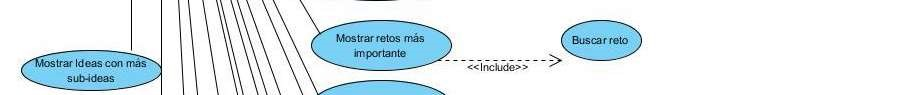 Mostrar retos más
importante
Buscar reto
<<Include>>
Mostrar Ideas con más
sub-ideas